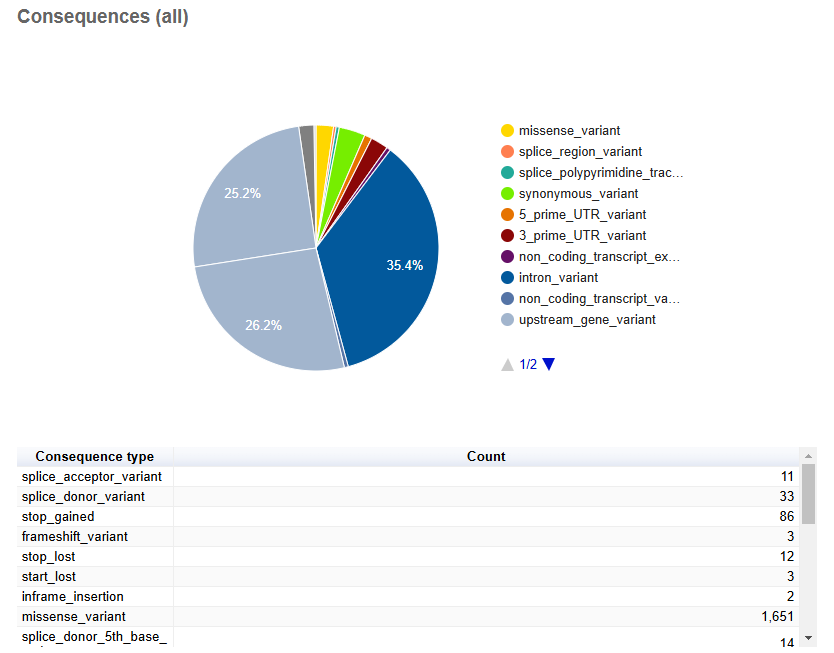 Consequences (all)
25.2%
35.4%
26.2%
missense_variant
splice_region_variant
splice_polypyrimidine_trac...
synonymous_variant
5_prime_UTR_variant
3_prime_UTR_variant
non_coding_transcript_ex...
intron_variant
non_coding_transcript_va...
upstream_gene_variant
1/2
Consequence type Count
splice_acceptor_variant 11
splice_donor_variant 33
stop_gained 86
frameshift_variant 3
stop_lost 12
start_lost 3
inframe_insertion 2
missense_variant 1,651
splice_donor_5th_base_ 14